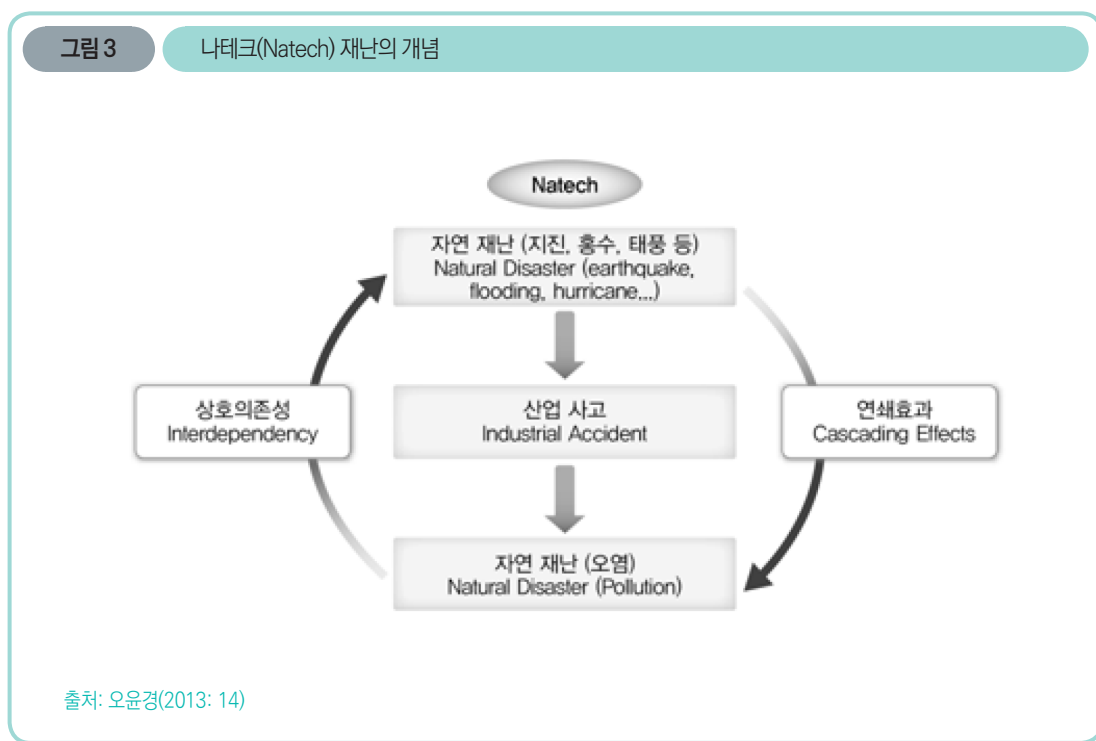 그림 3
나테크(Natech) 재난의 개념
Natech
자연 재난 (지진, 홍수, 태풍 등)
Natural Disaster (earthquake,
flooding, hurricane,,,)
상호의존성
Interdependency
산업 사고
Industrial Accident
연쇄효과
Cascading Effects
자연 재난 (오염)
Natural Disaster (Pollution)
출처: 오윤경(2013: 14)